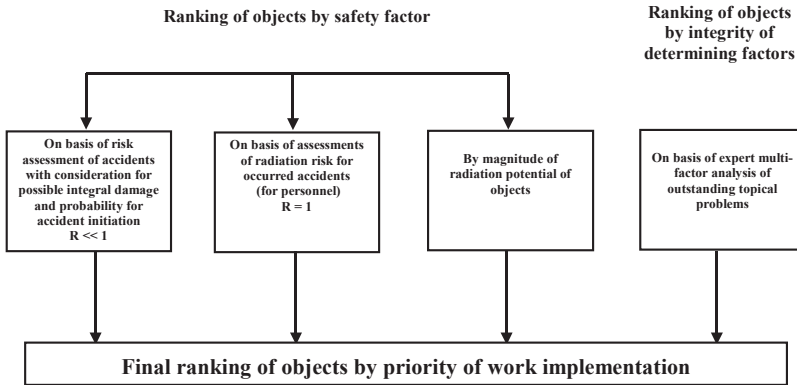 Ranking of objects by safety factor
Ranking of objects
by integrity of
determining factors
On basis of risk
assessment of accidents
with consideration for
possible integral damage
and probability for
accident initiation
R << 1
On basis of assessments
of radiation risk for
occurred accidents
(for personnel)
R = 1
By magnitude of
radiation potential of
objects
On basis of expert multi-
factor analysis of
outstanding topical
problems
Final ranking of objects by priority of work implementation